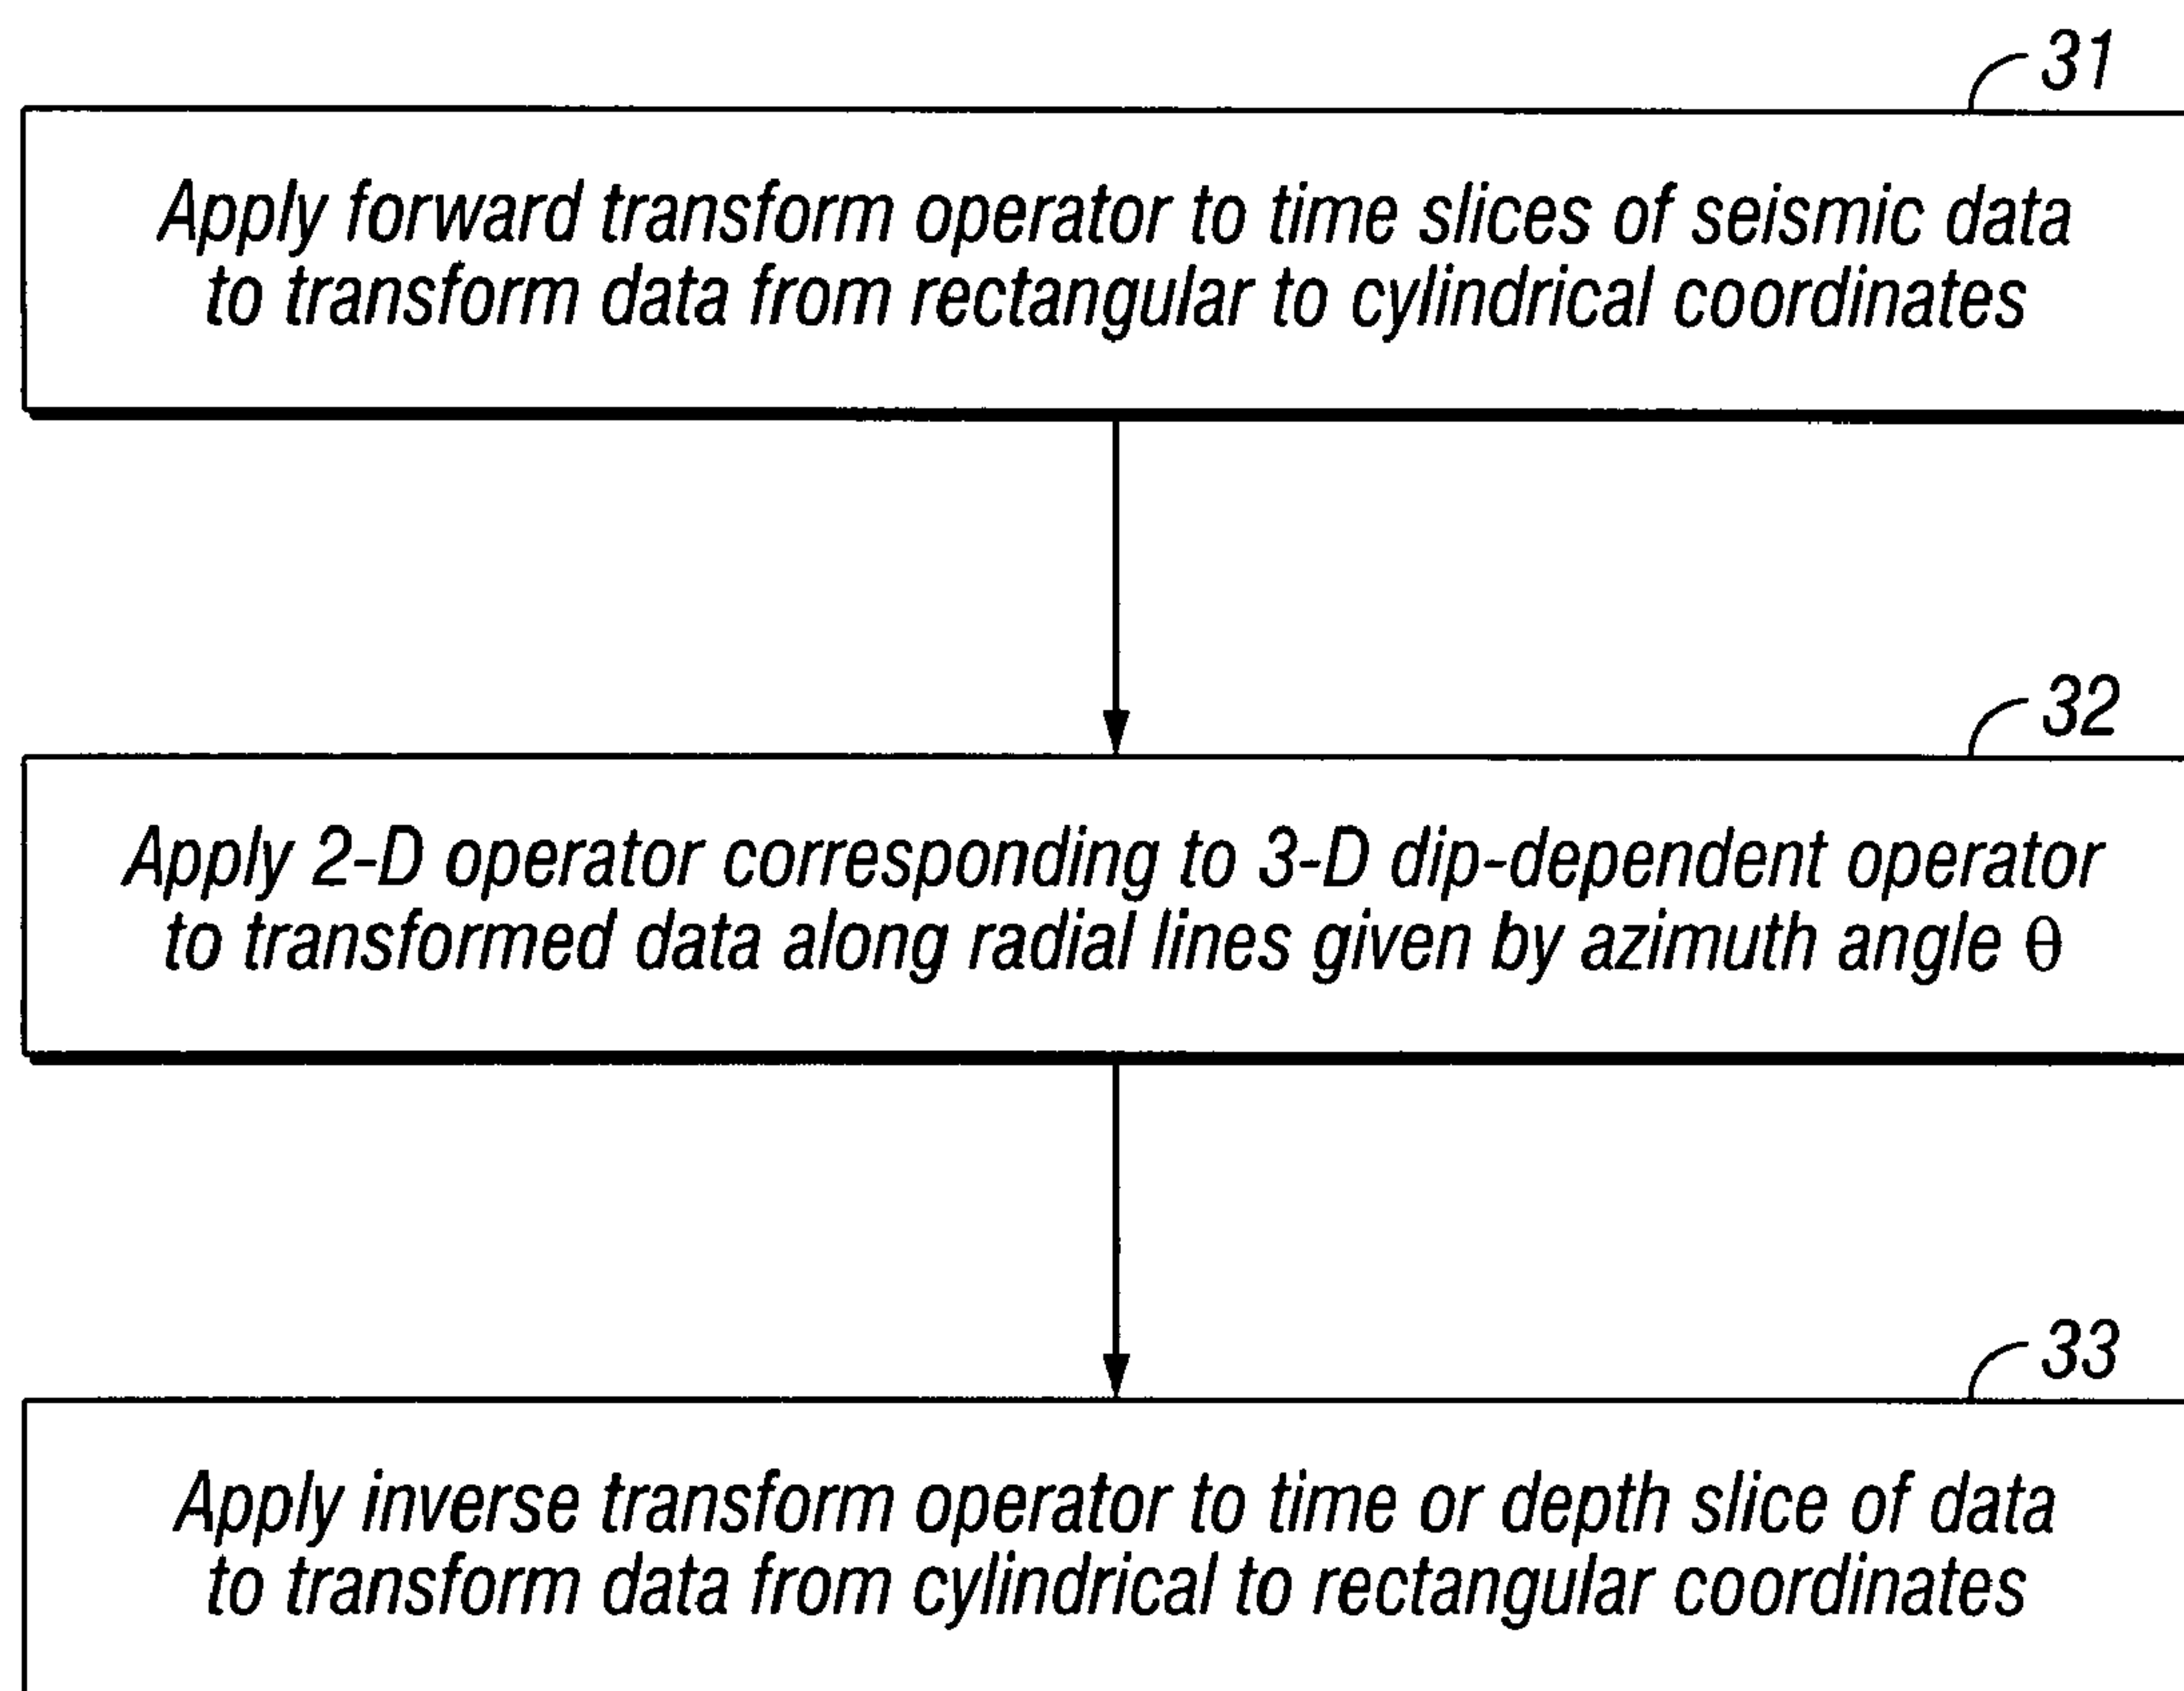 31
Apply forward transform operator to time slices of seismic data
to transform data from rectangular to cylindrical coordinates
32
Apply 2-D operator corresponding to 3-D dip-dependent operator
to transformed data along radial lines given by azimuth angle θ
33
Apply inverse transform operator to time or depth slice of data
to transform data from cylindrical to rectangular coordinates